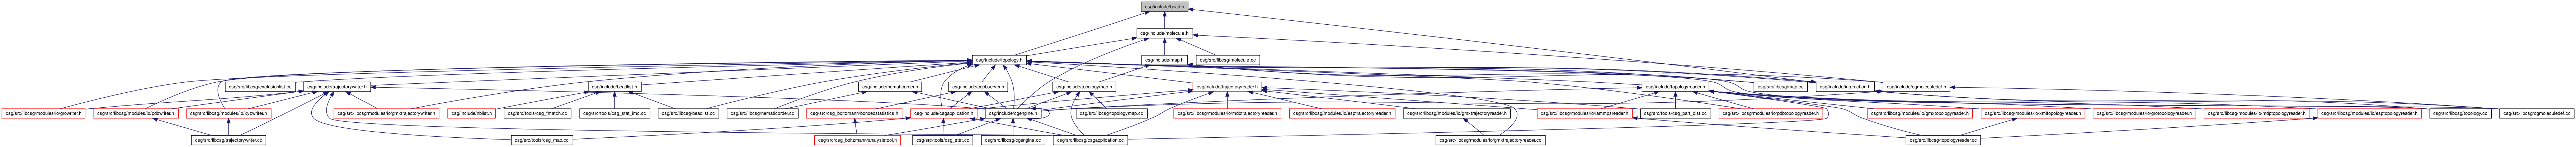 csg/include/bead.h
csg/include/molecule.h
csg/include/topology.h
csg/include/map.h
csg/src/libcsg/molecule.cc
csg/src/libcsg/exclusionlist.cc
csg/include/trajectorywriter.h
csg/include/beadlist.h
csg/include/nematicorder.h
csg/include/cgobserver.h
csg/include/topologymap.h
csg/include/trajectoryreader.h
csg/include/topologyreader.h
csg/src/libcsg/map.cc
csg/include/interaction.h
csg/include/cgmoleculedef.h
csg/src/libcsg/modules/io/growriter.h
csg/src/libcsg/modules/io/pdbwriter.h
csg/src/libcsg/modules/io/xyzwriter.h
csg/src/libcsg/modules/io/gmxtrajectorywriter.h
csg/include/nblist.h
csg/src/tools/csg_fmatch.cc
csg/src/tools/csg_stat_imc.cc
csg/src/libcsg/beadlist.cc
csg/src/libcsg/nematicorder.cc
csg/src/csg_boltzmann/bondedstatistics.h
csg/include/csgapplication.h
csg/include/cgengine.h
csg/src/libcsg/topologymap.cc
csg/src/libcsg/modules/io/mdptrajectoryreader.h
csg/src/libcsg/modules/io/esptrajectoryreader.h
csg/src/libcsg/modules/io/gmxtrajectoryreader.h
csg/src/libcsg/modules/io/lammpsreader.h
csg/src/tools/csg_part_dist.cc
csg/src/libcsg/modules/io/pdbtopologyreader.h
csg/src/libcsg/modules/io/gmxtopologyreader.h
csg/src/libcsg/modules/io/xmltopologyreader.h
csg/src/libcsg/modules/io/grotopologyreader.h
csg/src/libcsg/modules/io/mdptopologyreader.h
csg/src/libcsg/modules/io/esptopologyreader.h
csg/src/libcsg/topology.cc
csg/src/libcsg/cgmoleculedef.cc
csg/src/libcsg/trajectorywriter.cc
csg/src/tools/csg_map.cc
csg/src/csg_boltzmann/analysistool.h
csg/src/tools/csg_stat.cc
csg/src/libcsg/cgengine.cc
csg/src/libcsg/csgapplication.cc
csg/src/libcsg/modules/io/gmxtrajectoryreader.cc
csg/src/libcsg/topologyreader.cc